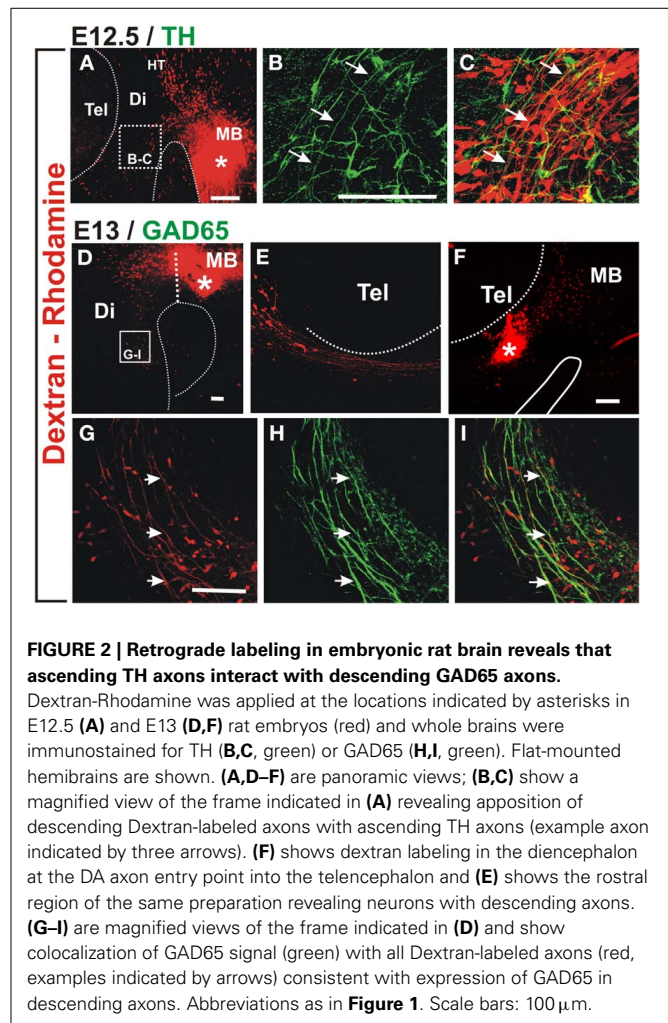 E12.5 / TH
A
HT
Tel
Di
MB
*
B-C
B
C
E13 / GAD65
D
MB
*
Di
G-I
E
Tel
F
Tel
MB
*
G
H
I
Dextran - Rhodamine
FIGURE 2 | Retrograde labeling in embryonic rat brain reveals that
ascending TH axons interact with descending GAD65 axons.
Dextran-Rhodamine was applied at the locations indicated by asterisks in
E12.5 (A) and E13 (D,F) rat embryos (red) and whole brains were
immunostained for TH (B,C, green) or GAD65 (H,I, green). Flat-mounted
hemibrains are shown. (A,D–F) are panoramic views; (B,C) show a
magnified view of the frame indicated in (A) revealing apposition of
descending Dextran-labeled axons with ascending TH axons (example axon
indicated by three arrows). (F) shows dextran labeling in the diencephalon
at the DA axon entry point into the telencephalon and (E) shows the rostral
region of the same preparation revealing neurons with descending axons.
(G–I) are magnified views of the frame indicated in (D) and show
colocalization of GAD65 signal (green) with all Dextran-labeled axons (red,
examples indicated by arrows) consistent with expression of GAD65 in
descending axons. Abbreviations as in Figure 1. Scale bars: 100 μm.